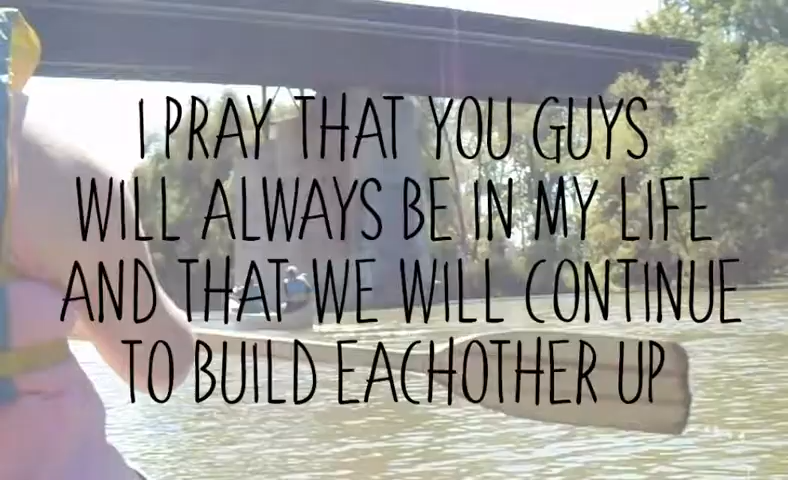 I PRAY THAT YOU GUYS
WILL ALWAYS BE IN MY LIFE
AND THAT WE WILL CONTINUE
TO BUILD EACHOTHER UP